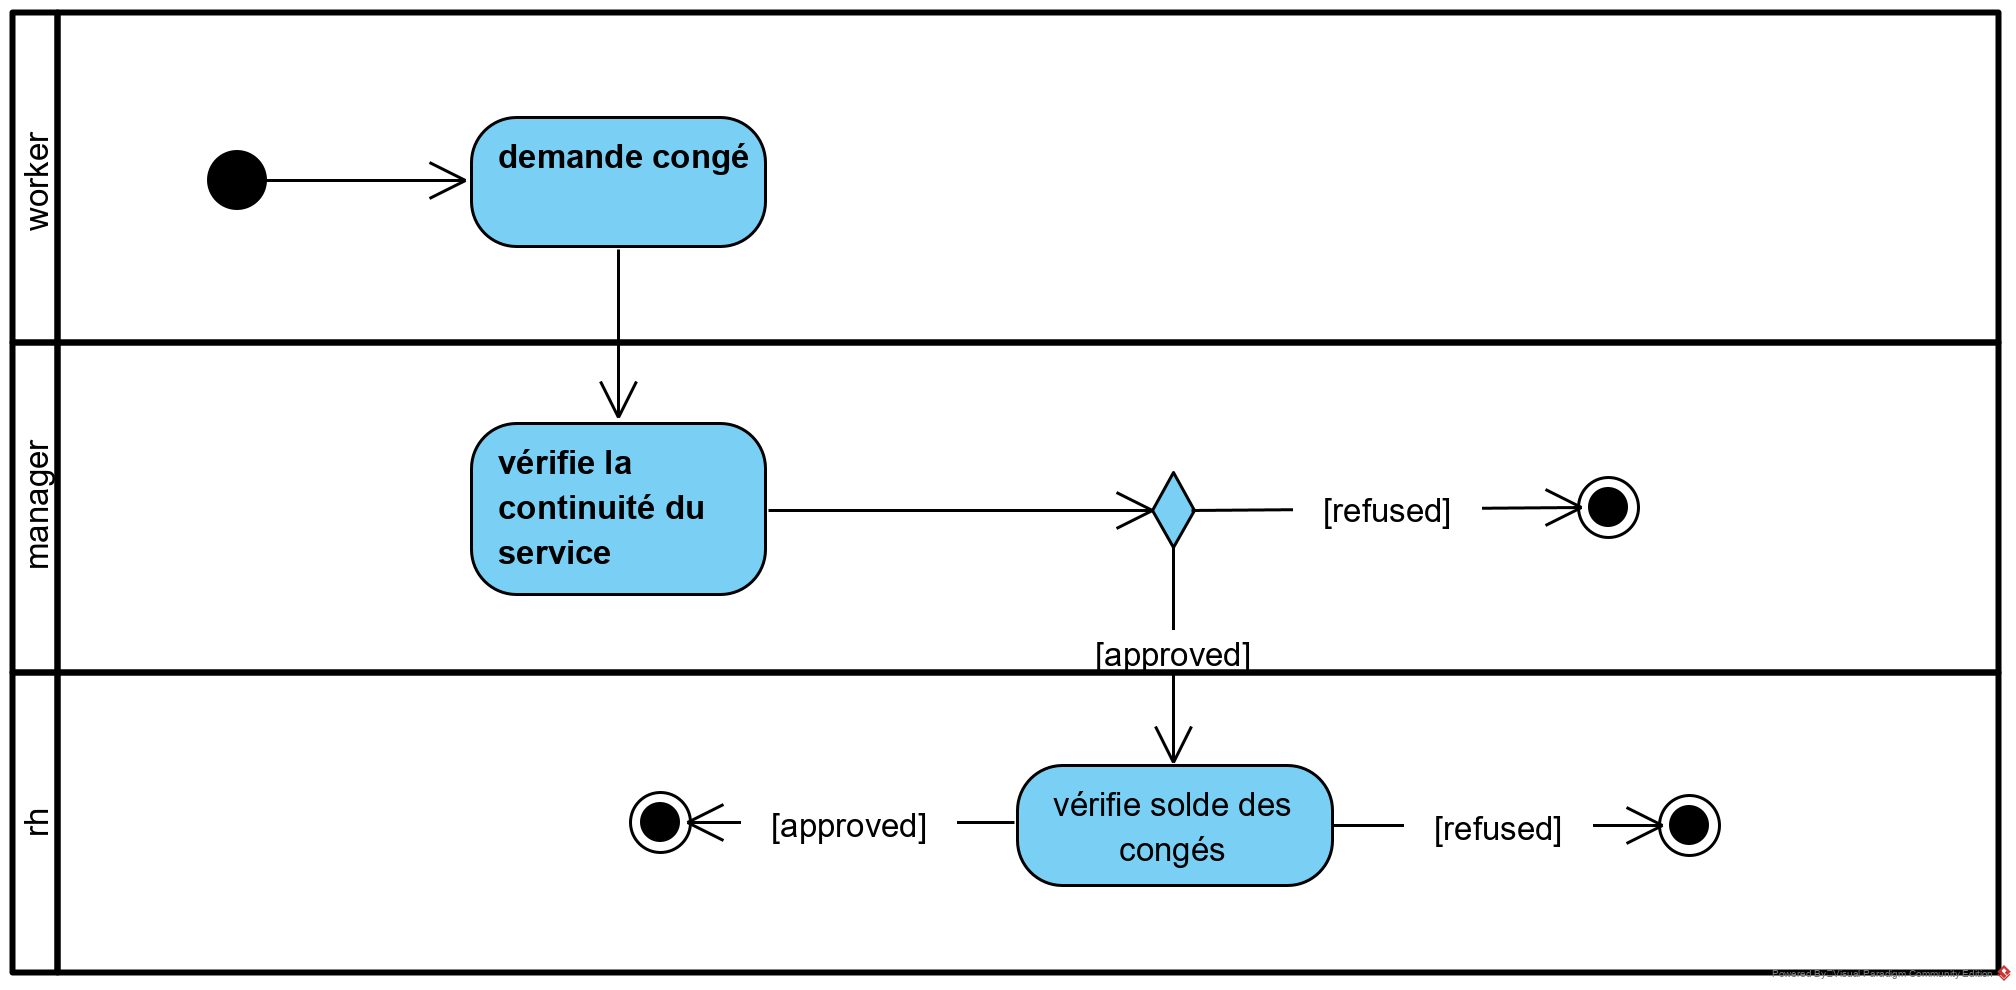 worker
demande congé
manager
vérifie la
continuité du
service
[refused]
[approved]
rh
[approved]
vérifie solde des
congés
[refused]
Powered By Visual Paradigm Community Edition